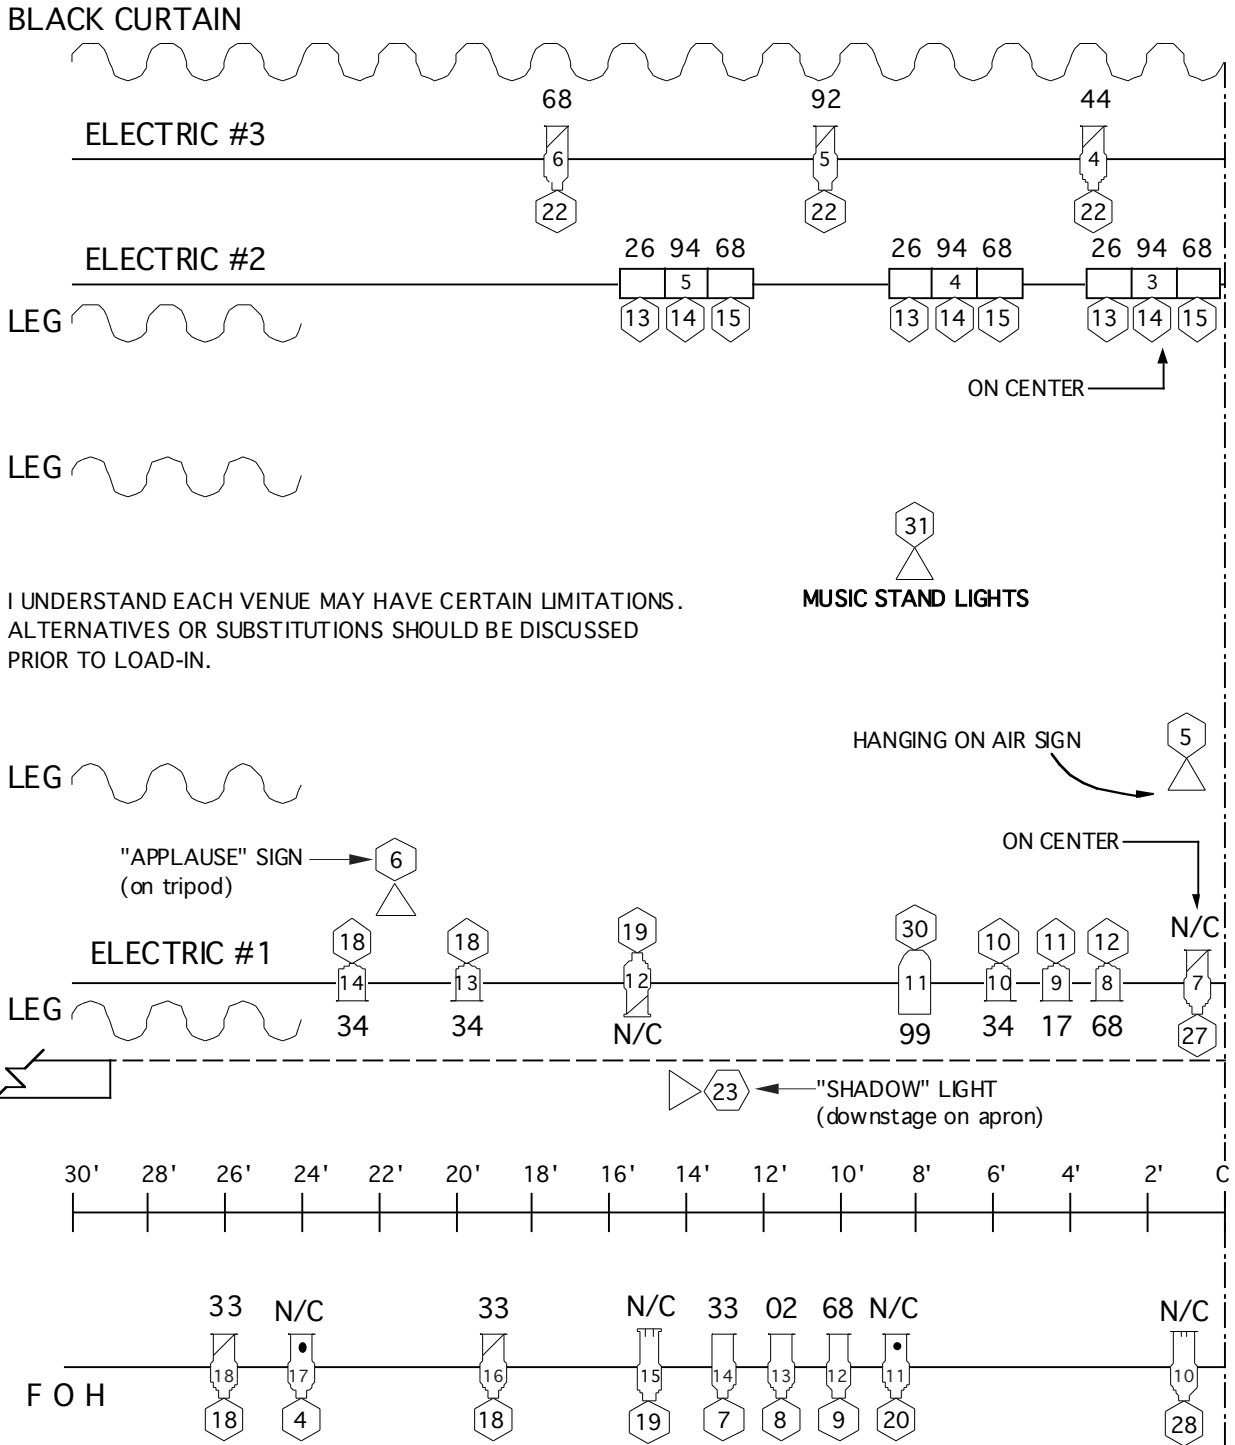 BLACK CURTAIN
68 92 44
ELECTRIC #3
6 5 4
22 22 22
26 94 68 26 94 68 26 94 68
ELECTRIC #2
5 4 3
LEG
13 14 15 13 14 15 13 14 15
ON CENTER
LEG
31
MUSIC STAND LIGHTS
I UNDERSTAND EACH VENUE MAY HAVE CERTAIN LIMITATIONS.
ALTERNATIVES OR SUBSTITUTIONS SHOULD BE DISCUSSED
PRIOR TO LOAD-IN.
HANGING ON AIR SIGN
5
LEG
ON CENTER
"APPLAUSE" SIGN
(on tripod)
6
18 18 19 30 10 11 12 N/C
ELECTRIC #1
14 13 12 11 10 9 8 7
LEG
34 34 N/C 99 34 17 68 27
23
"SHADOW" LIGHT
(downstage on apron)
30' 28' 26' 24' 22' 20' 18' 16' 14' 12' 10' 8' 6' 4' 2' C
33 N/C 33 N/C 33 02 68 N/C N/C
18 17 16 15 14 13 12 11 10
FOH
18 4 18 19 7 8 9 20 28